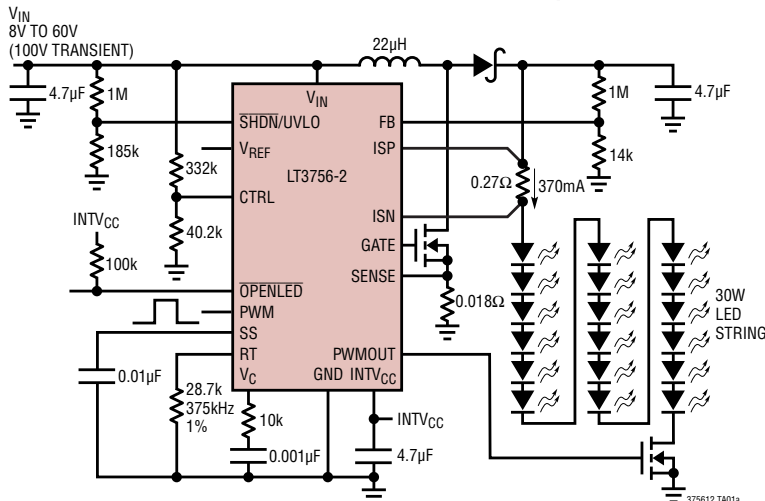 VIN
8V TO 60V
(100V TRANSIENT)
22µH
4.7µF
1M
185k
332k
40.2k
INTVCC
100k
VIN
SHDN/UVLO
VREF
LT3756-2
CTRL
OPENLED
PWM
SS
RT
VC
FB
ISP
ISN
GATE
SENSE
PWMOUT
GND INTVCC
1M
14k
4.7µF
0.27Ω
370mA
0.018Ω
30W
LED
STRING
0.01µF
28.7k
375kHz
1%
10k
0.001µF
INTVCC
4.7µF
375612 TA01a